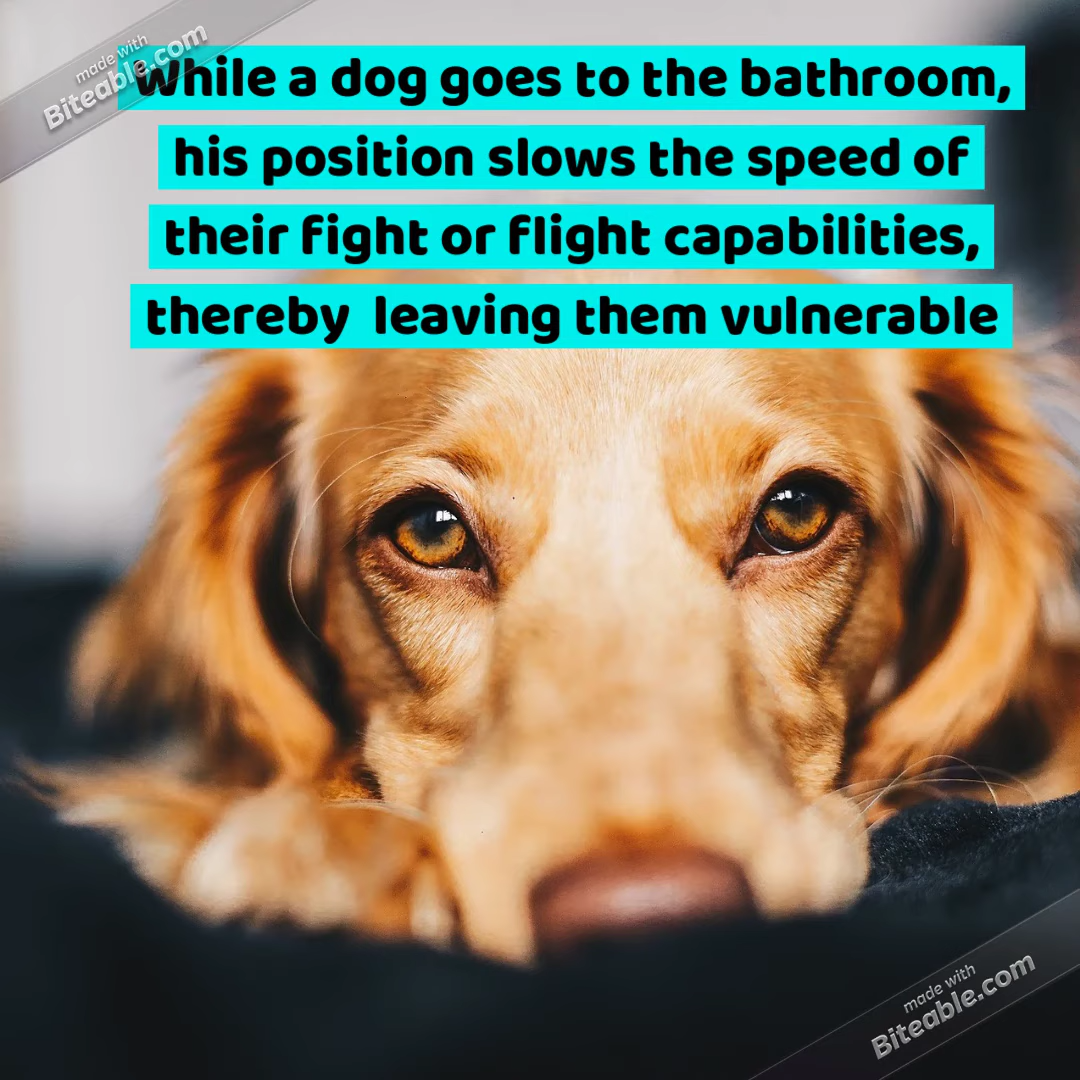 made with
Biteable.com
While a dog goes to the bathroom,
his position slows the speed of
their fight or flight capabilities,
thereby  leaving them vulnerable
made with
Biteable.com